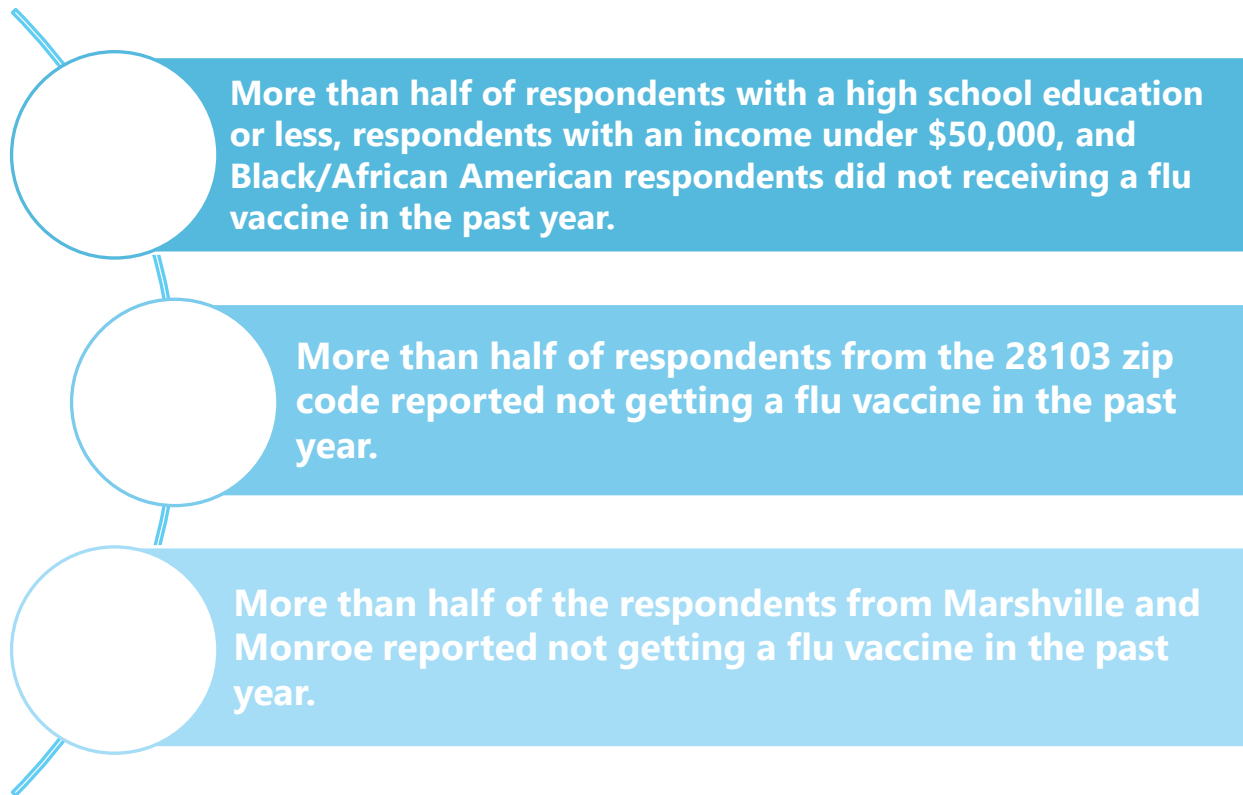 More than half of respondents with a high school education
or less, respondents with an income under $50,000, and
Black/African American respondents did not receiving a flu
vaccine in the past year.
More than half of respondents from the 28103 zip
code reported not getting a flu vaccine in the past
year.
More than half of the respondents from Marshville and
Monroe reported not getting a flu vaccine in the past
year.